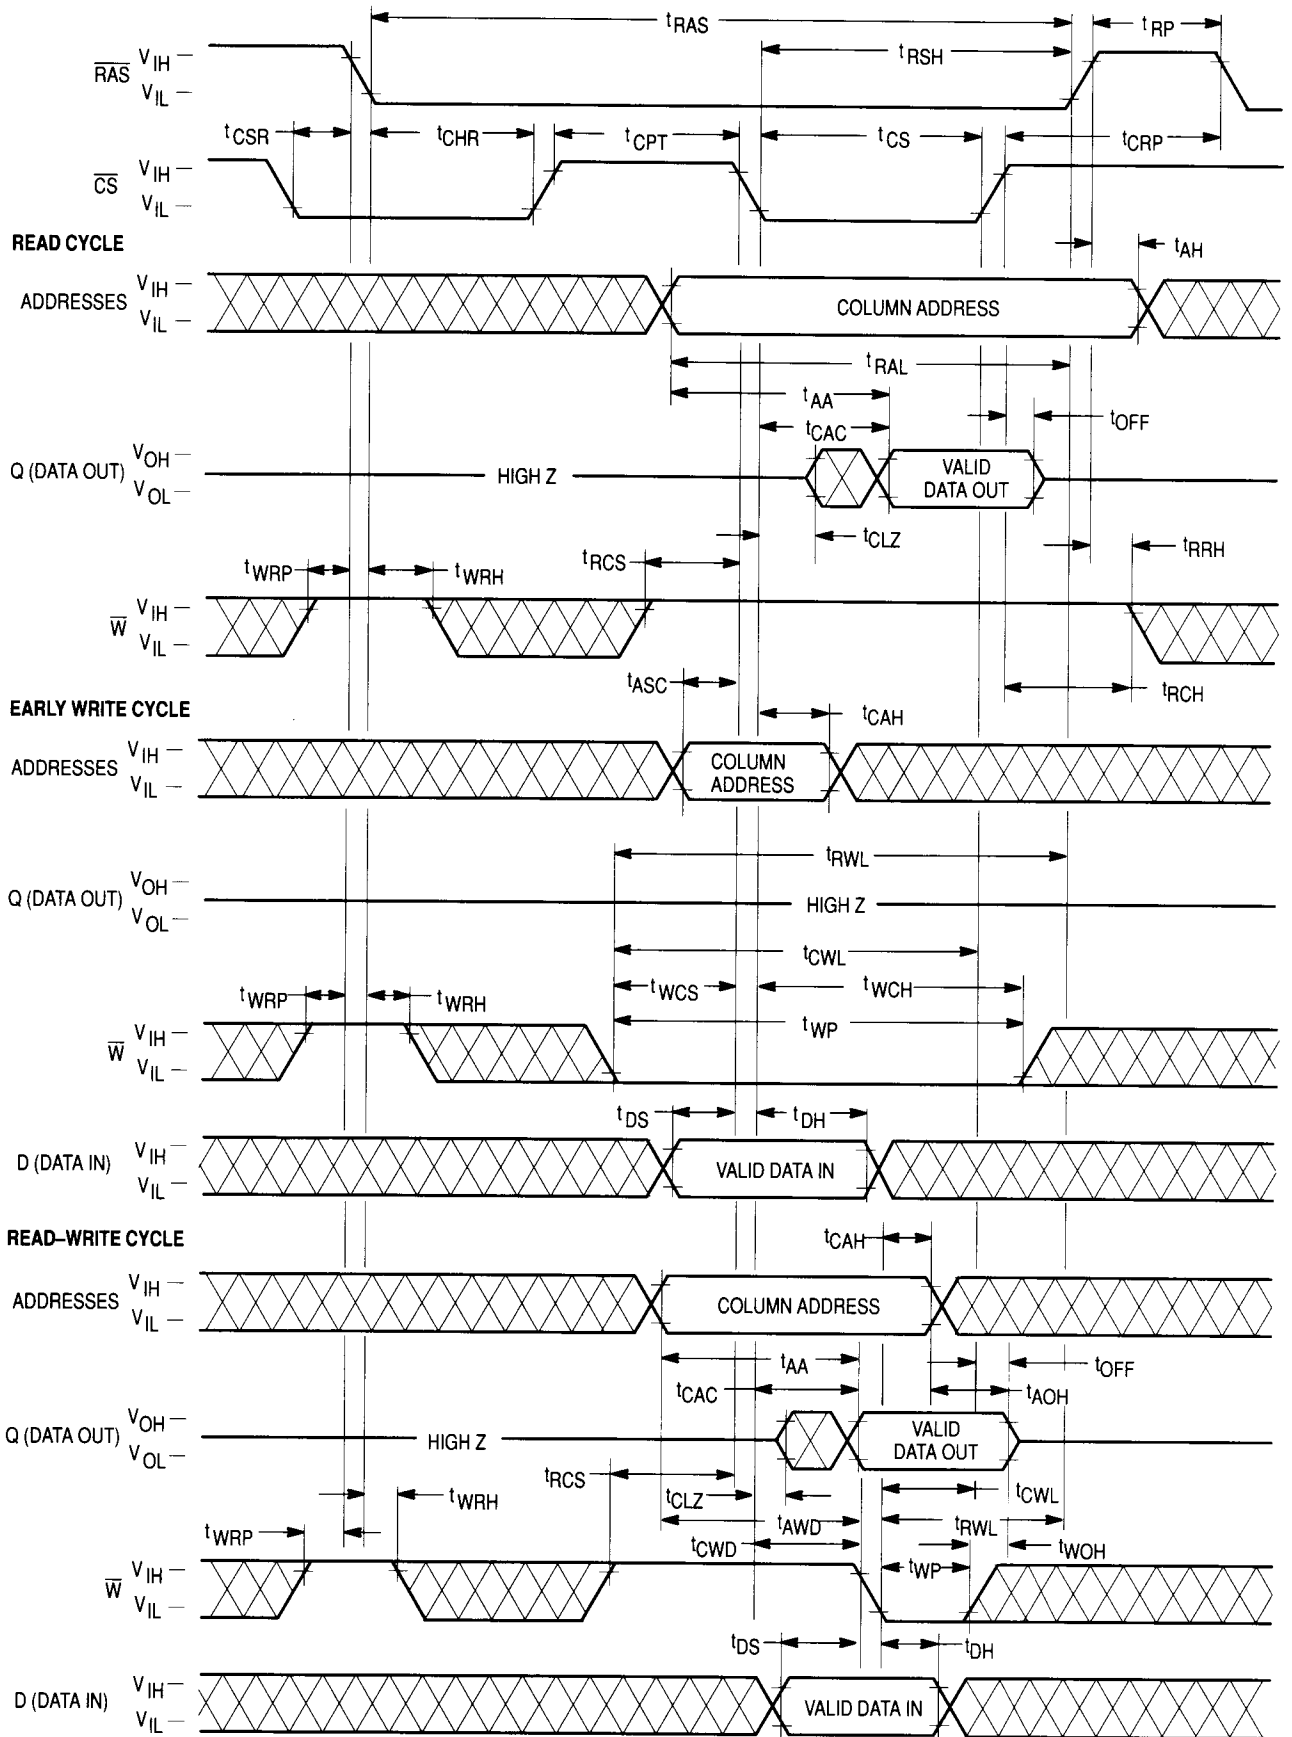 tRAS
tRP
RAS
VIH
VIL
tRSH
tCSR
tCHR
tCPT
tCS
tCRP
CS
VIH
VIL
READ CYCLE
tAH
ADDRESSES
VIH
VIL
COLUMN ADDRESS
tRAL
tAA
tCAC
tOFF
Q (DATA OUT)
VOH
VOL
HIGH Z
VALID
DATA OUT
tCLZ
tRRH
tRCS
tWRP
tWRH
W
VIH
VIL
tRCH
tASC
EARLY WRITE CYCLE
tCAH
ADDRESSES
VIH
VIL
COLUMN
ADDRESS
tRWL
Q (DATA OUT)
VOH
VOL
HIGH Z
tCWL
tWRP
tWRH
tWCS
tWCH
tWP
W
VIH
VIL
tDS
tDH
D (DATA IN)
VIH
VIL
VALID DATA IN
READ–WRITE CYCLE
tCAH
ADDRESSES
VIH
VIL
COLUMN ADDRESS
tAA
tOFF
tCAC
tAOH
Q (DATA OUT)
VOH
VOL
HIGH Z
VALID
DATA OUT
tRCS
tCLZ
tCWL
tWRH
tWRP
tAWD
tRWL
tCWD
tWOH
tWP
W
VIH
VIL
tDS
tDH
D (DATA IN)
VIH
VIL
VALID DATA IN